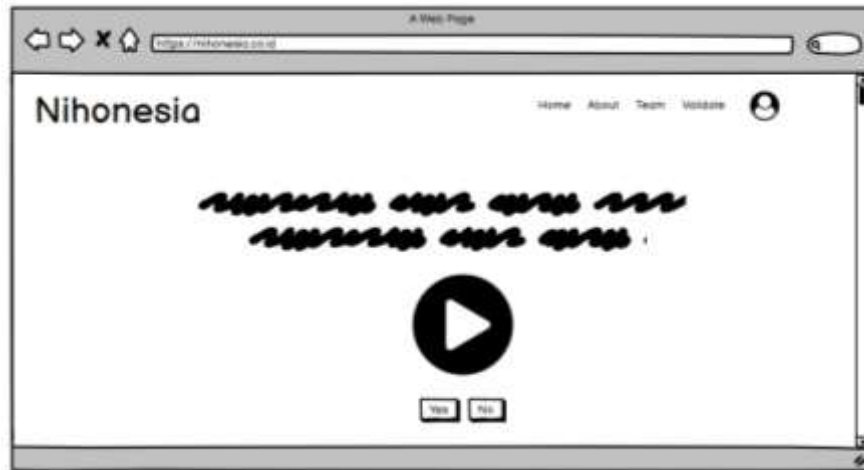 A Web Page
https://nihonesia.co.id
Nihonesia
Home About Team Validate
Yes No